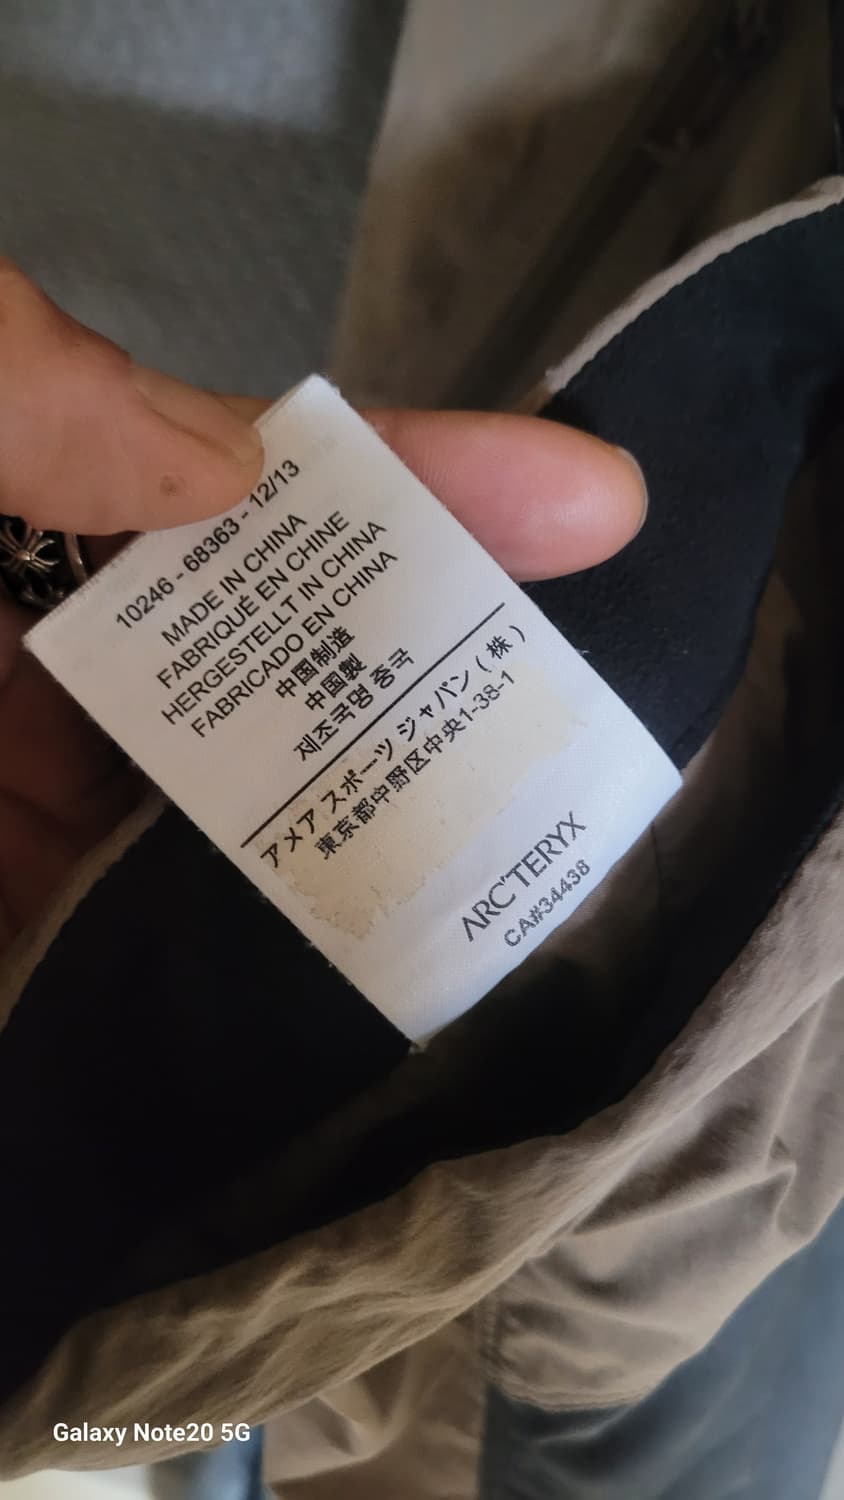 10246 - 68363 - 12/13
MADE IN CHINA
FABRIQUÉ EN CHINE
HERGESTELLT IN CHINA
FABRICADO EN CHINA
中国制造
中国製
제조국명 중국
アメア スポーツ ジャパン ( 株 )
東京都中野区中央1-38-1
ARC'TERYX
CA#34438
Galaxy Note20 5G